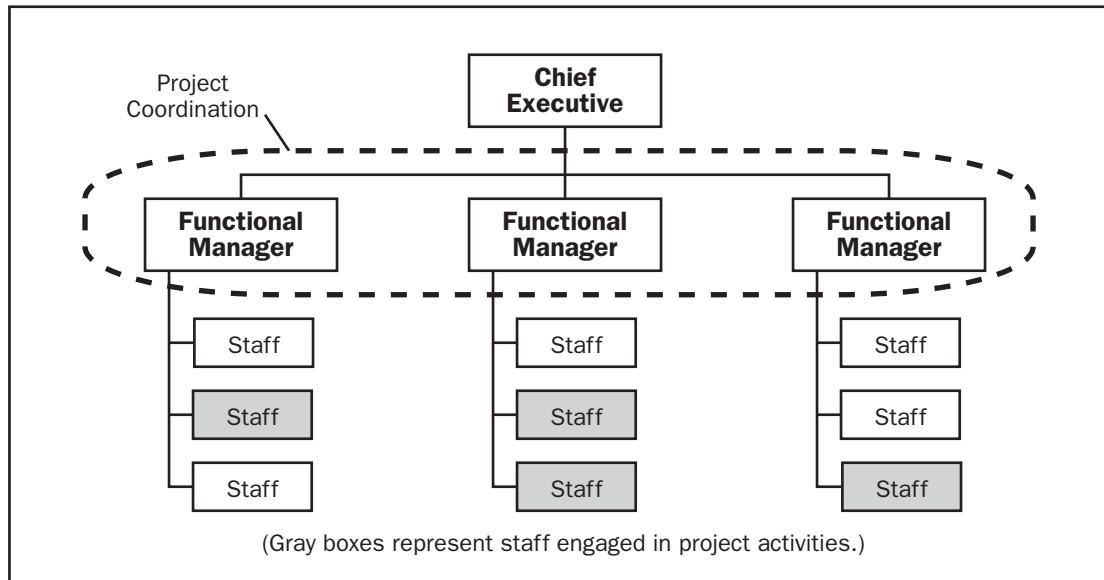 Project
Coordination
Chief
Executive
Functional
Manager
Functional
Manager
Functional
Manager
Staff
Staff
Staff
Staff
Staff
Staff
Staff
Staff
Staff
(Gray boxes represent staff engaged in project activities.)